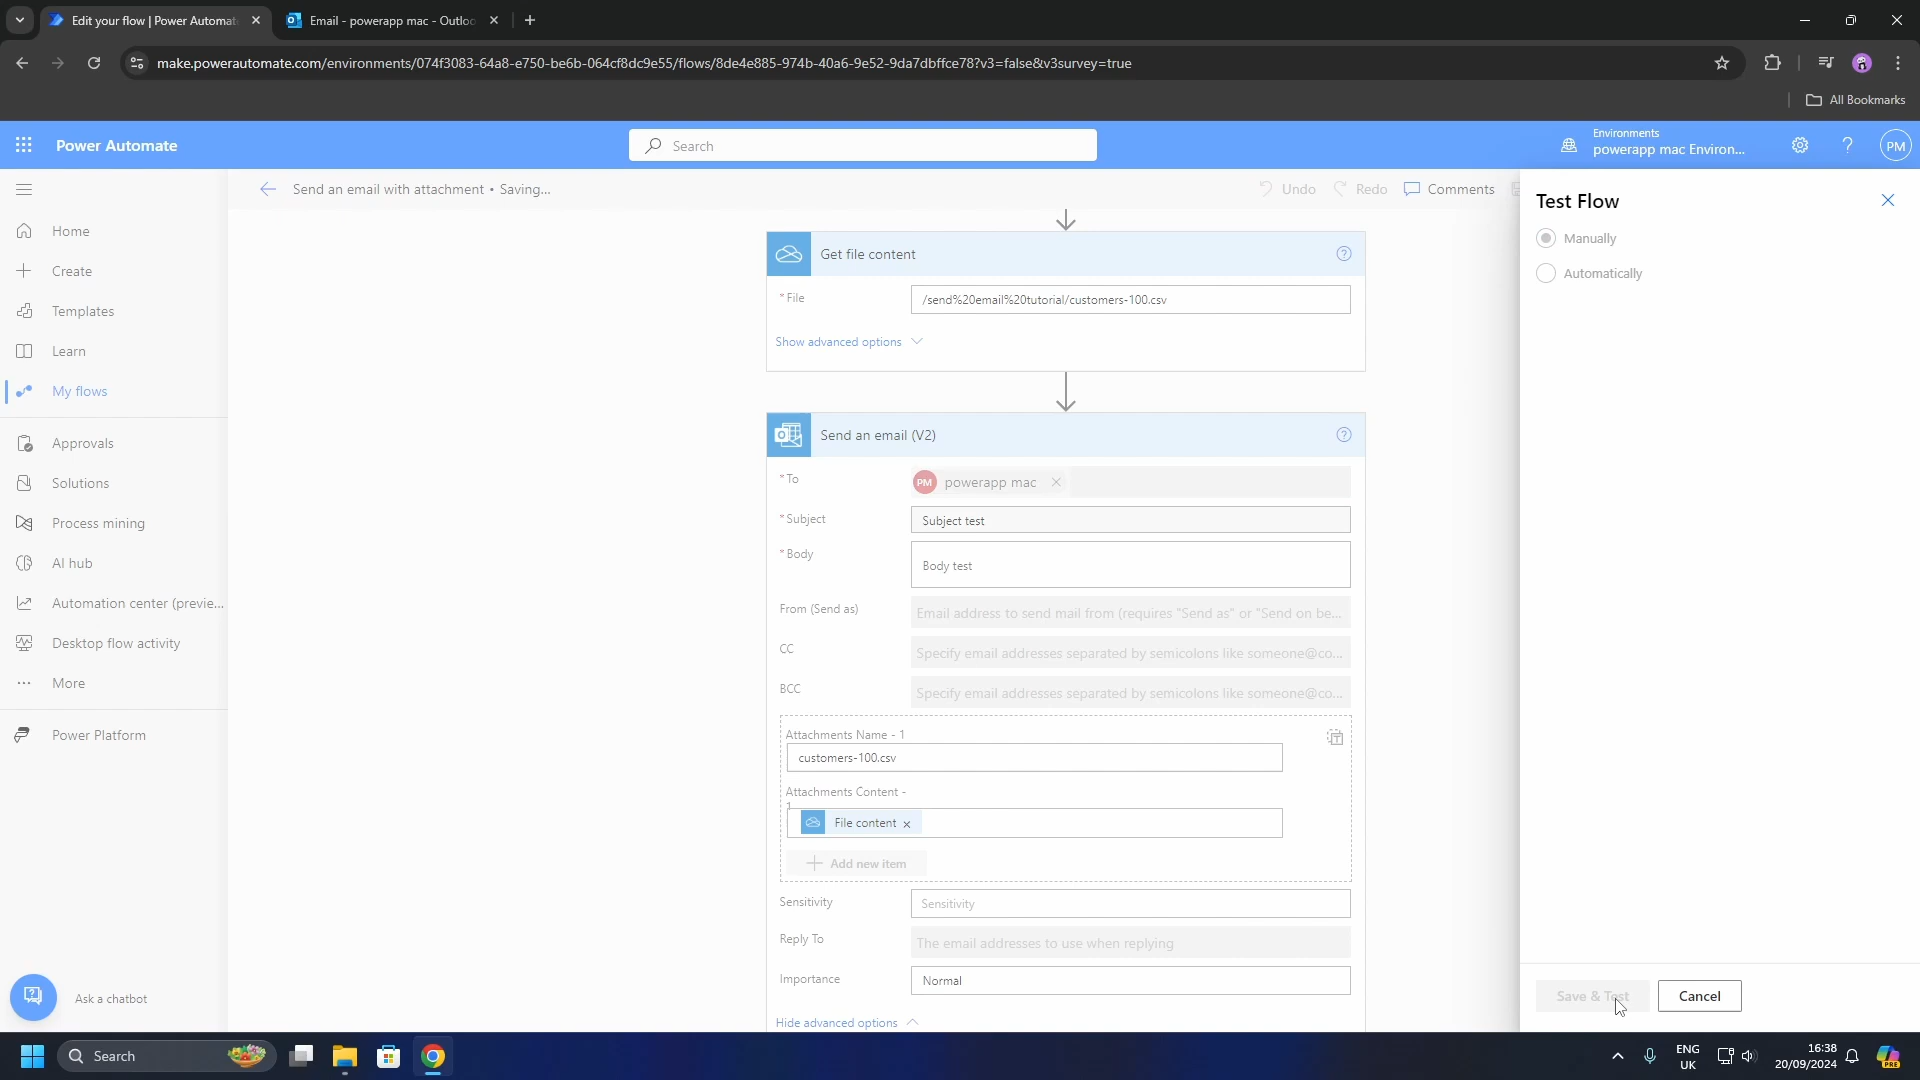 Edit your flow | Power Automat
Email - powerapp mac - Outlo
make.powerautomate.com/environments/074f3083-64a8-e750-be6b-064cf8dc9e55/flows/8de4e885-974b-40a6-9e52-9da7dbffce78?v3=false&v3survey=true
All Bookmarks
Power Automate
Search
Environments
powerapp mac Environ...
PM
Send an email with attachment • Saving...
Undo
Redo
Comments
Home
Create
Templates
Learn
My flows
Approvals
Solutions
Process mining
AI hub
Automation center (previe...
Desktop flow activity
More
Power Platform
Ask a chatbot
Get file content
* File
/send%20email%20tutorial/customers-100.csv
Show advanced options
Send an email (V2)
* To
PM powerapp mac
* Subject
Subject test
* Body
Body test
From (Send as)
Email address to send mail from (requires "Send as" or "Send on be...
CC
Specify email addresses separated by semicolons like someone@co...
BCC
Specify email addresses separated by semicolons like someone@co...
Attachments Name - 1
customers-100.csv
Attachments Content -
1
File content
Add new item
Sensitivity
Sensitivity
Reply To
The email addresses to use when replying
Importance
Normal
Hide advanced options
Test Flow
Manually
Automatically
Save & Test
Cancel
Search
ENG
UK
16:38
20/09/2024
PRE